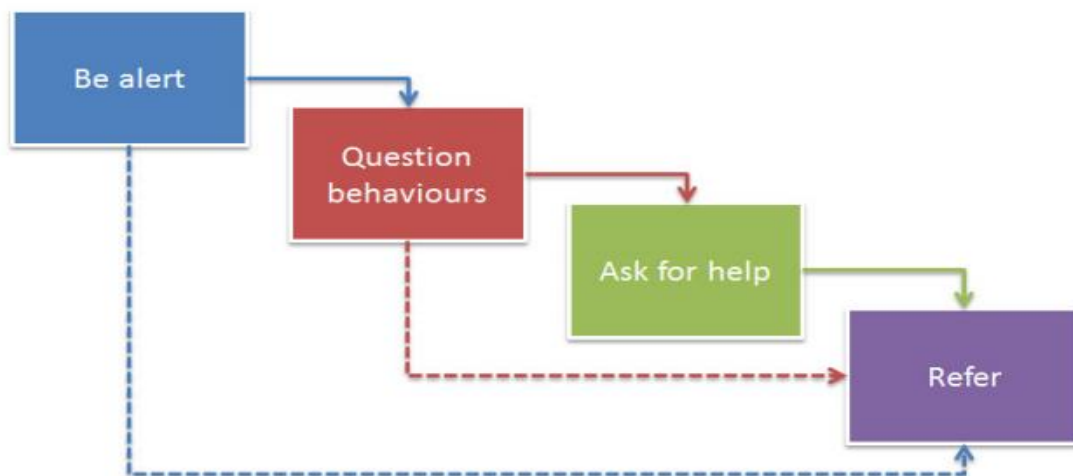 Be alert
Question
behaviours
Ask for help
Refer